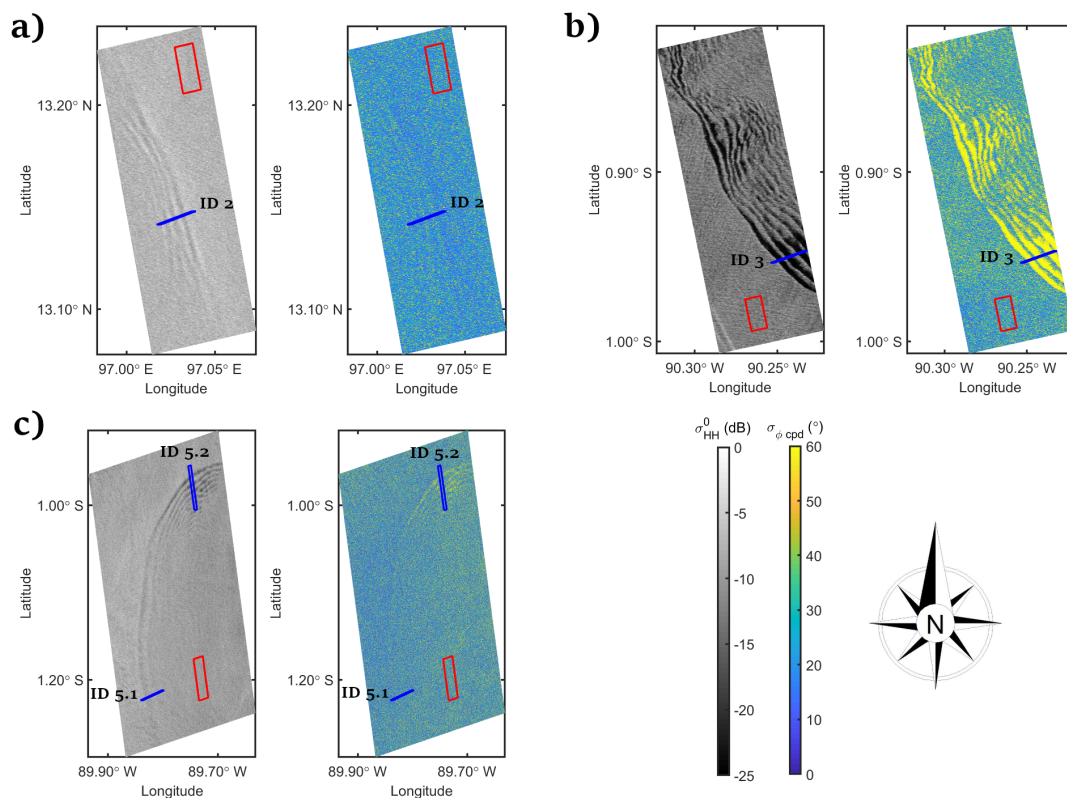 a)
13.20° N
13.10° N
Latitude
97.00° E
97.05° E
Longitude
ID 2
13.20° N
13.10° N
Latitude
97.00° E
97.05° E
Longitude
ID 2
b)
0.90° S
1.00° S
Latitude
90.30° W
90.25° W
Longitude
ID 3
0.90° S
1.00° S
Latitude
90.30° W
90.25° W
Longitude
ID 3
c)
ID 5.2
1.00° S
1.20° S
Latitude
ID 5.1
89.90° W
89.70° W
Longitude
ID 5.2
1.00° S
1.20° S
Latitude
ID 5.1
89.90° W
89.70° W
Longitude
σ⁰HH (dB)
0
-5
-10
-15
-20
-25
σϕ cpd (°)
60
50
40
30
20
10
0
N